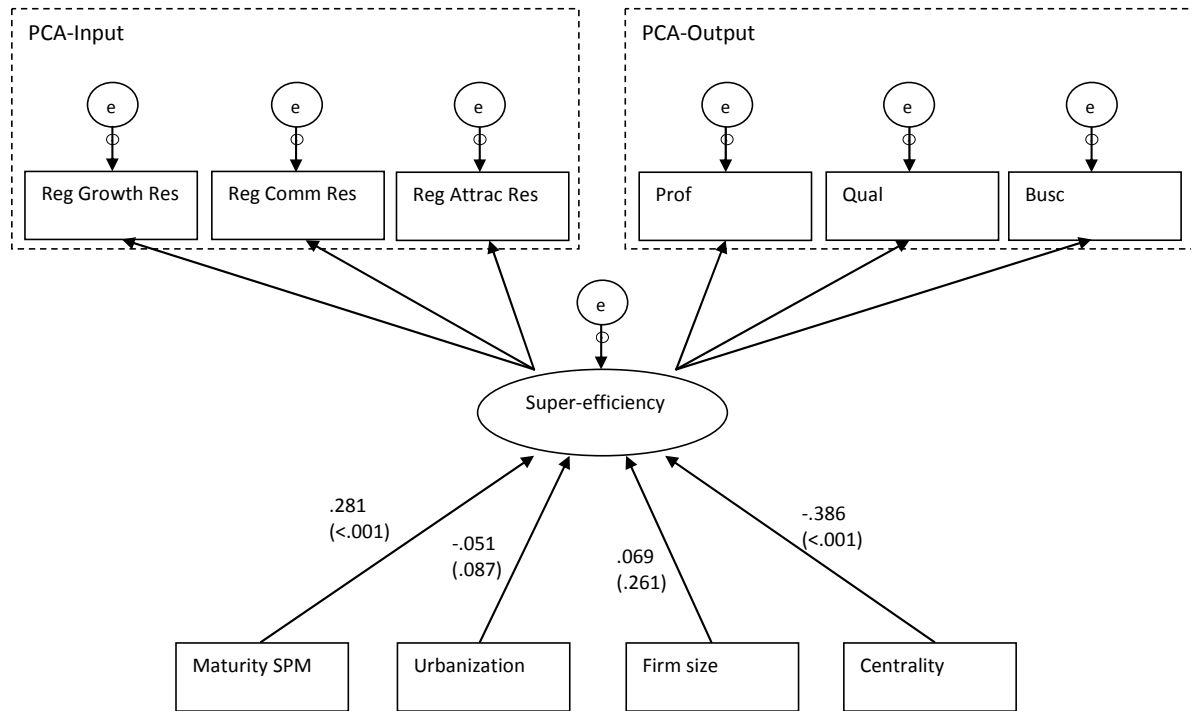 PCA-Input
PCA-Output
e
e
e
e
e
e
Reg Growth Res
Reg Comm Res
Reg Attrac Res
Prof
Qual
Busc
e
Super-efficiency
.281
(<.001)
-.051
(.087)
.069
(.261)
-.386
(<.001)
Maturity SPM
Urbanization
Firm size
Centrality